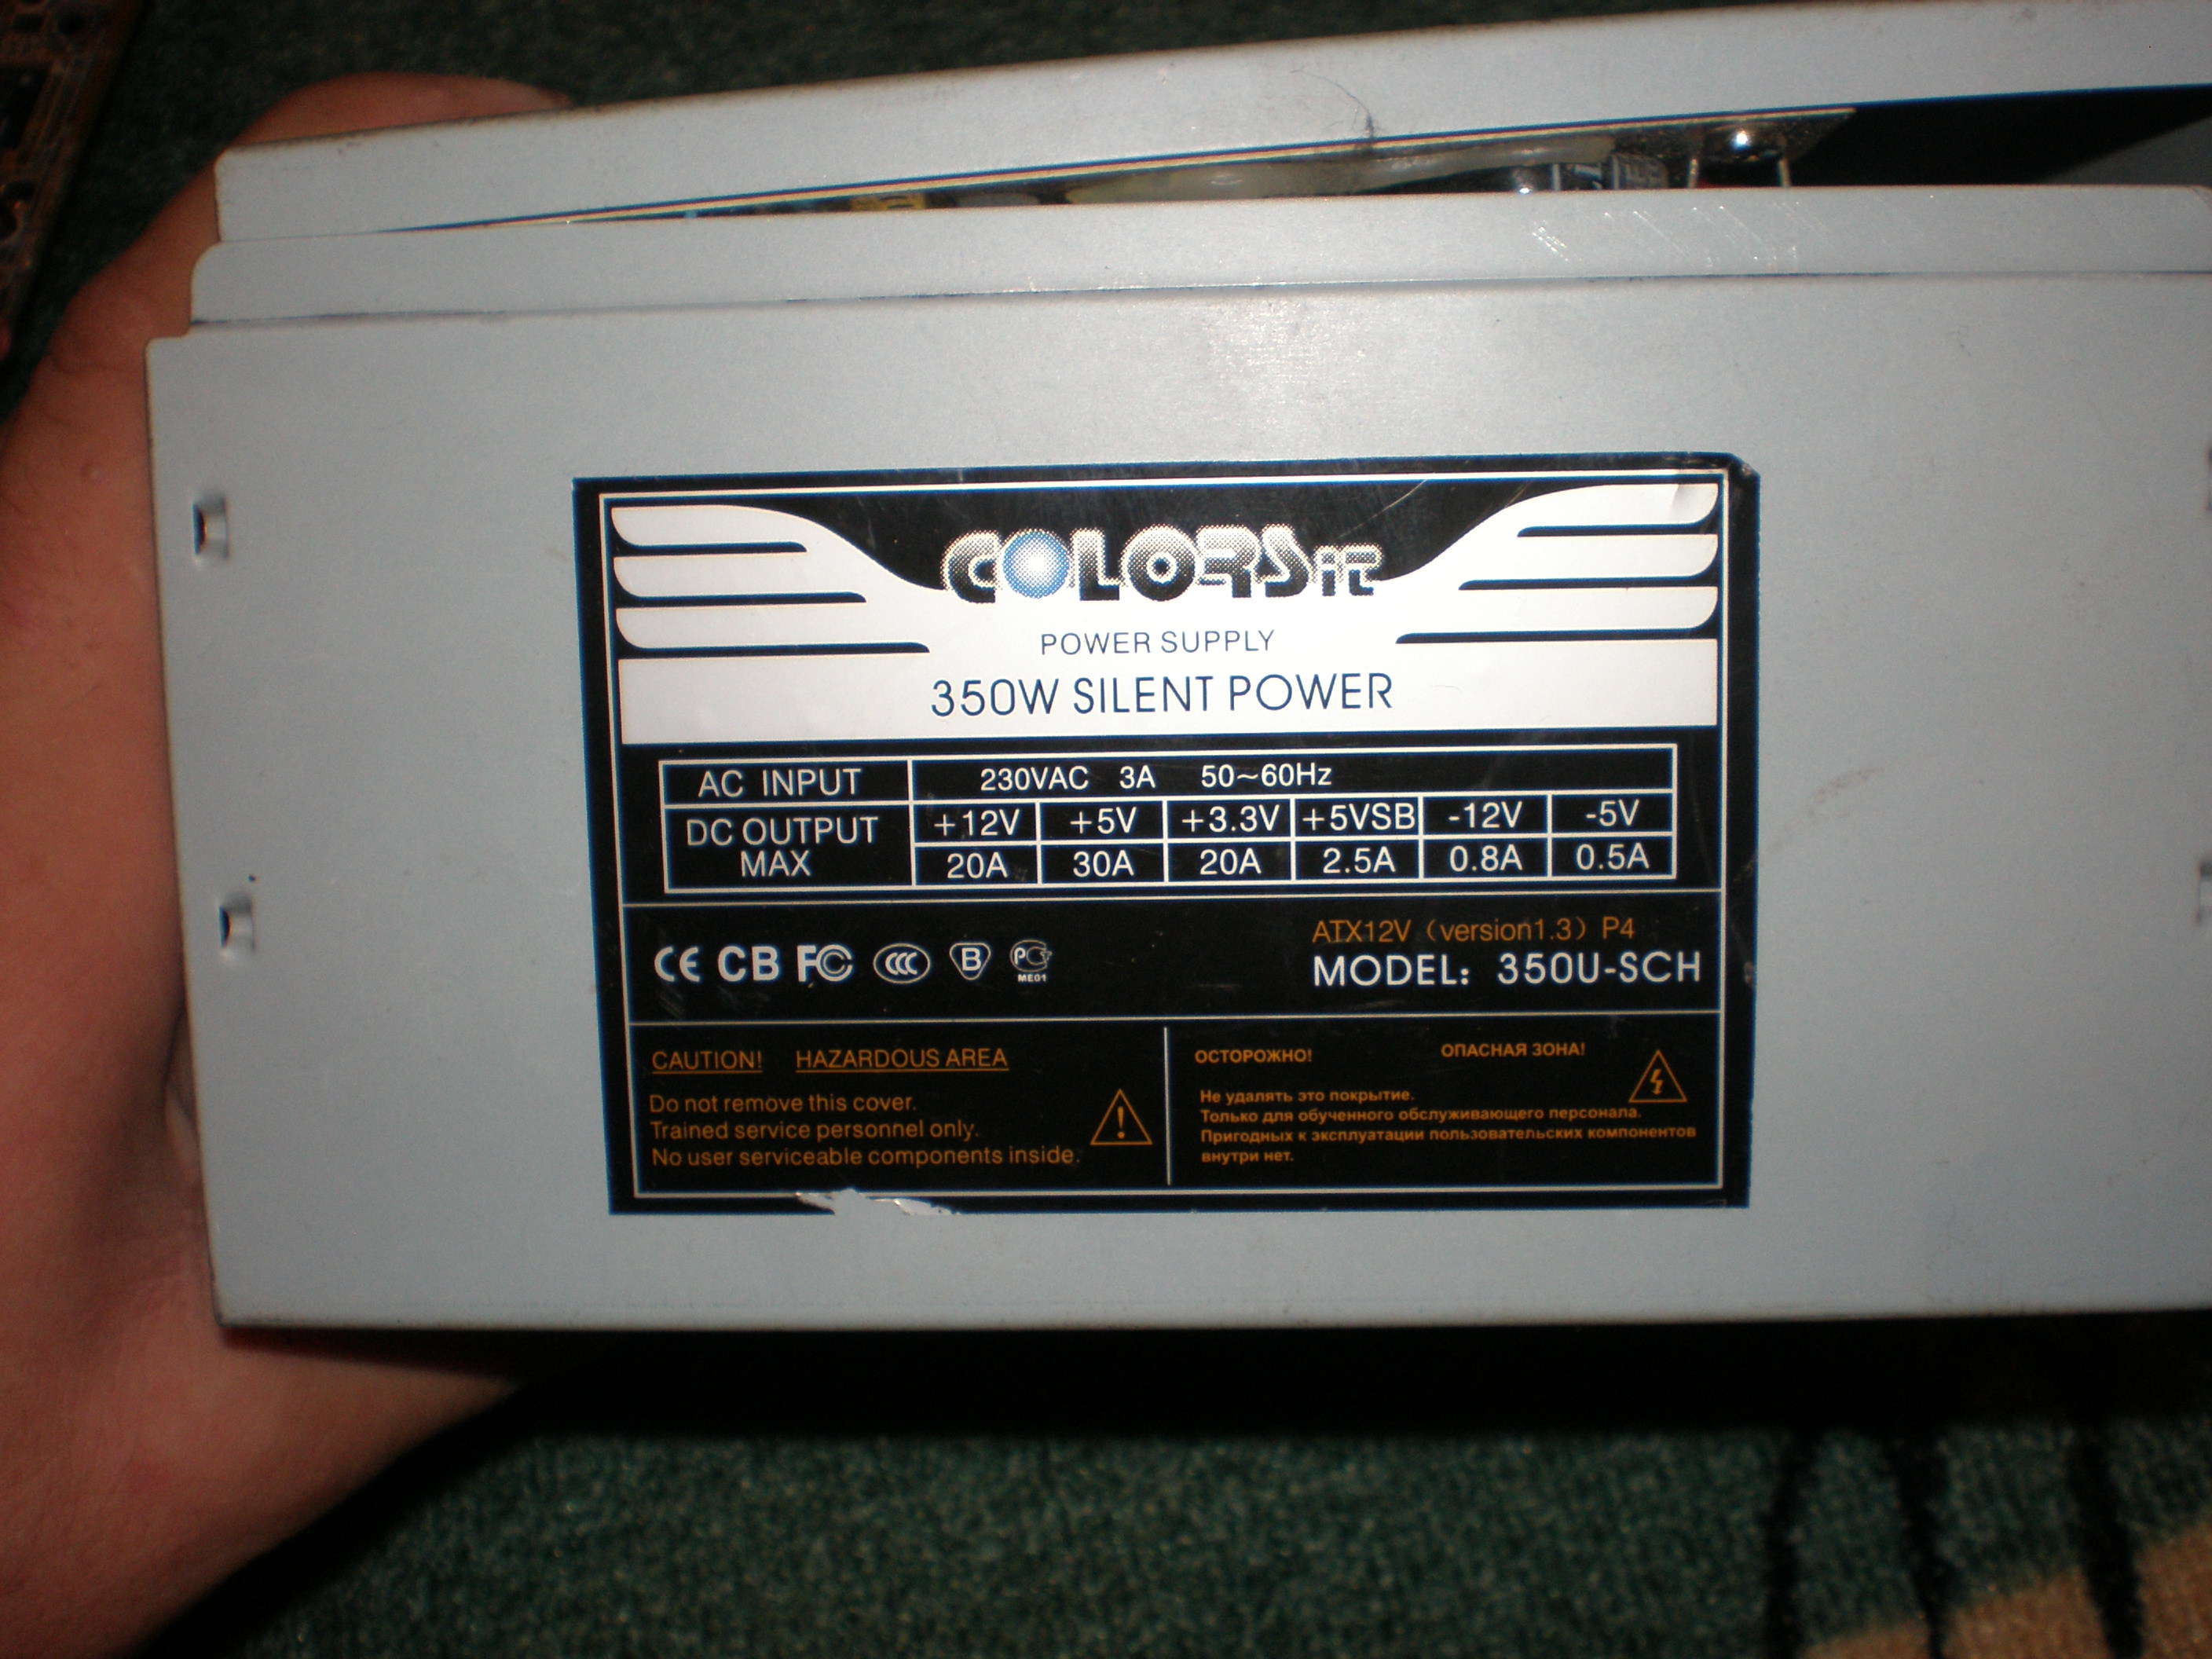 COLORSit
POWER SUPPLY
350W SILENT POWER
AC INPUT 230VAC 3A 50~60Hz
DC OUTPUT MAX +12V +5V +3.3V +5VSB -12V -5V
20A 30A 20A 2.5A 0.8A 0.5A
CE CB FC CCC B PCT ME01
ATX12V (version1.3) P4
MODEL: 350U-SCH
CAUTION! HAZARDOUS AREA
Do not remove this cover.
Trained service personnel only.
No user serviceable components inside.
ОСТОРОЖНО! ОПАСНАЯ ЗОНА!
Не удалять это покрытие.
Только для обученного обслуживающего персонала.
Пригодных к эксплуатации пользовательских компонентов
внутри нет.